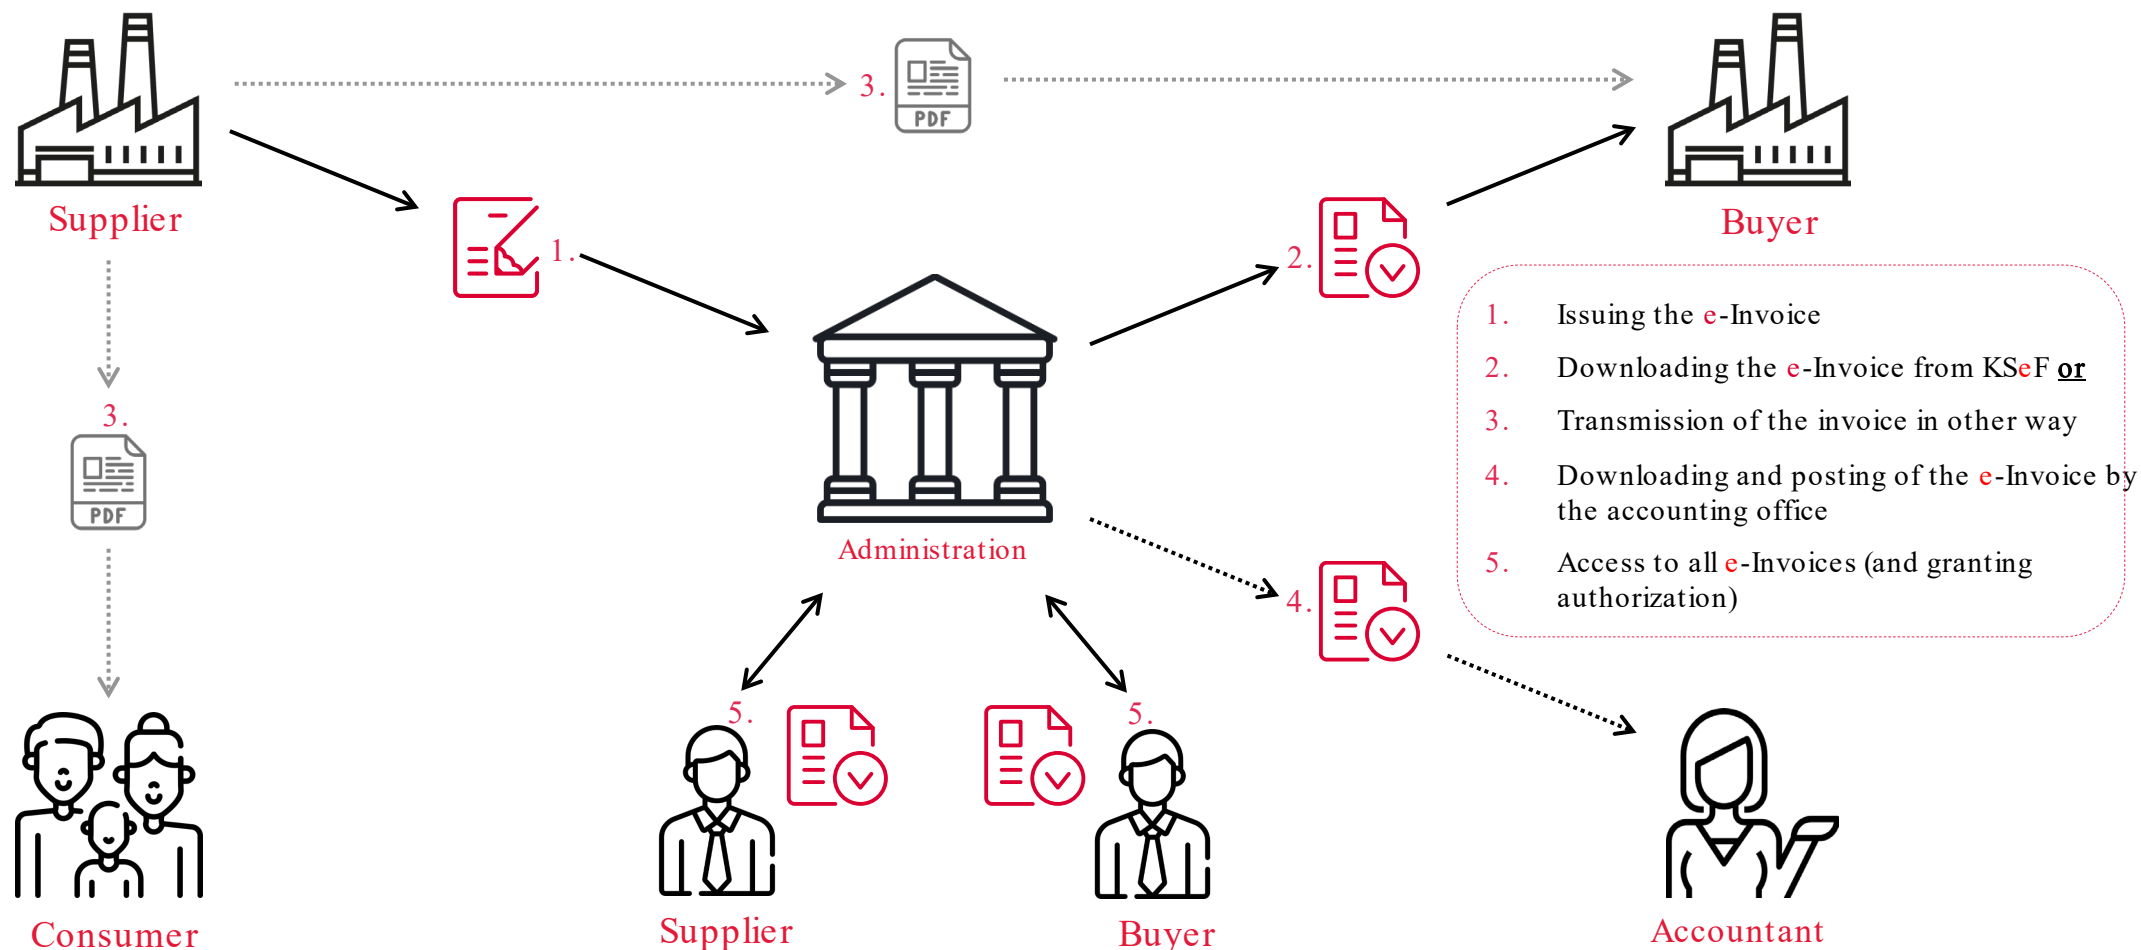 3.
PDF
Supplier
Buyer
1.
2.
1. Issuing the e-Invoice
2. Downloading the e-Invoice from KSeF or
3. Transmission of the invoice in other way
4. Downloading and posting of the e-Invoice by
the accounting office
5. Access to all e-Invoices (and granting
authorization)
3.
PDF
Administration
4.
5.
5.
Consumer
Supplier
Buyer
Accountant